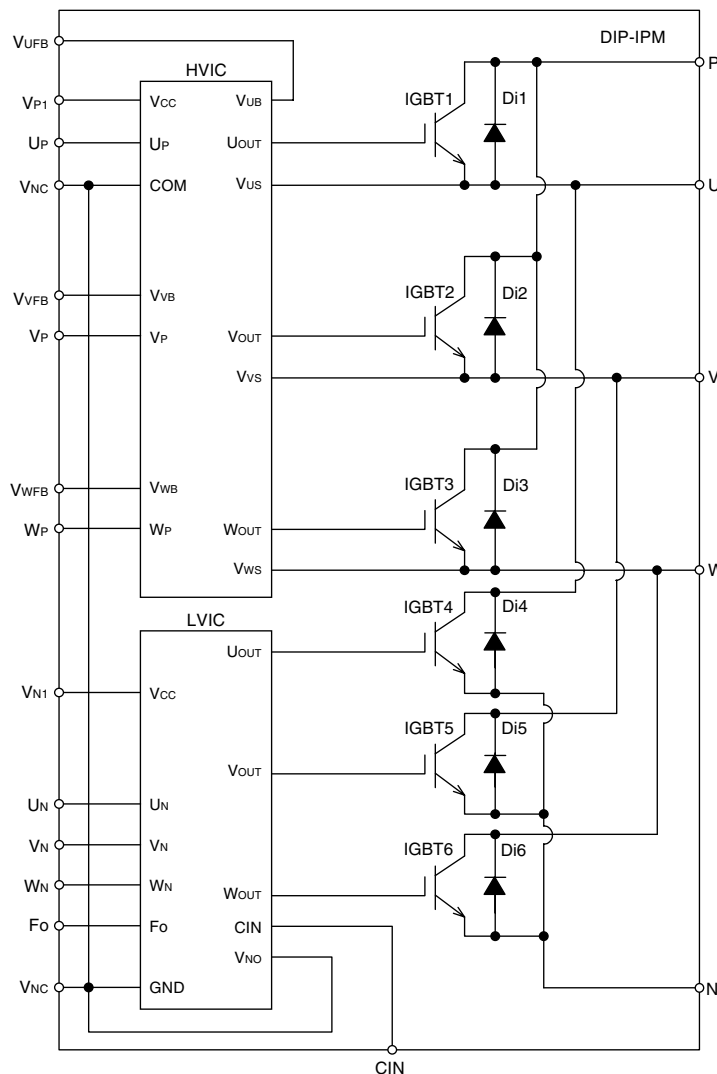 DIP-IPM
VUFB
HVIC
P
VP1
VCC
VUB
IGBT1
Di1
UP
UP
UOUT
VNC
COM
VUS
U
VVFB
VVB
IGBT2
Di2
VP
VP
VOUT
VVS
V
VWFB
VWB
IGBT3
Di3
WP
WP
WOUT
VWS
W
LVIC
IGBT4
Di4
UOUT
VN1
VCC
IGBT5
Di5
VOUT
UN
UN
VN
VN
IGBT6
Di6
WN
WN
WOUT
Fo
Fo
CIN
VNO
VNC
GND
N
CIN